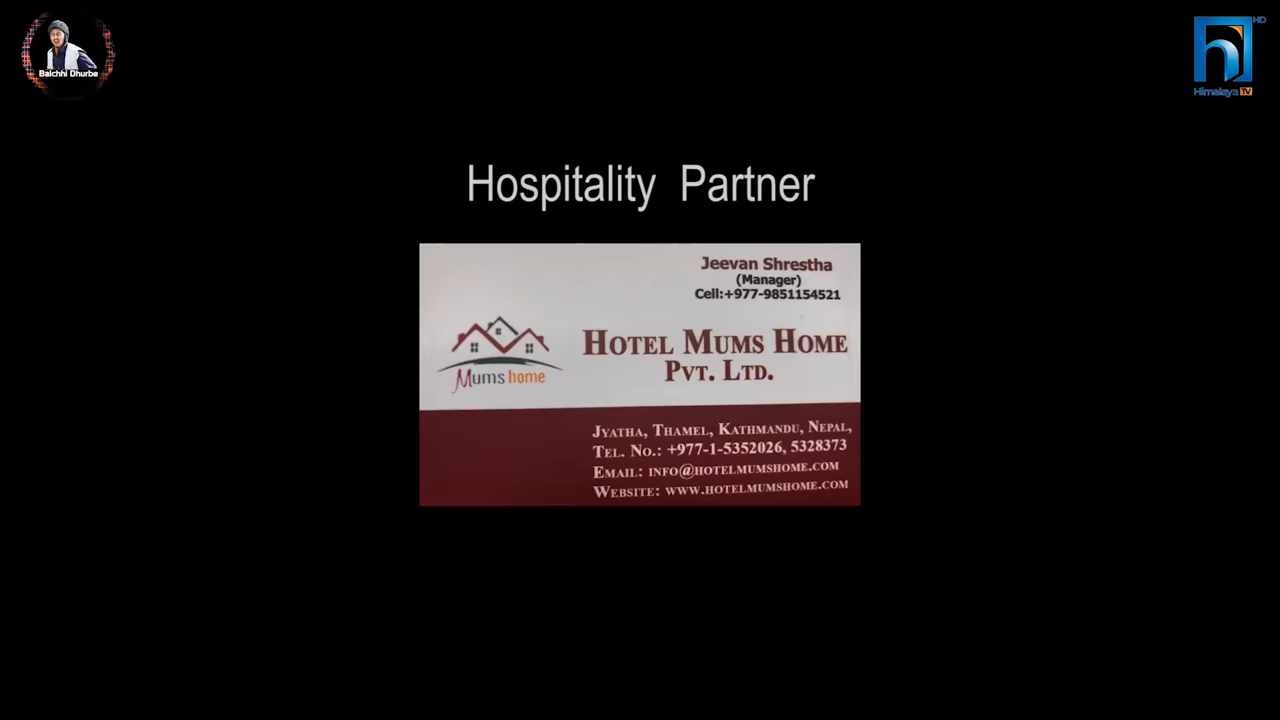 Baichhi Dhurbe
HD
Himalaya TV
Hospitality Partner
Jeevan Shrestha
(Manager)
Cell:+977-9851154521
Mums home
HOTEL MUMS HOME
PVT. LTD.
JYATHA, THAMEL, KATHMANDU, NEPAL,
TEL. NO.: +977-1-5352026, 5328373
EMAIL: INFO@HOTELMUMSHOME.COM
WEBSITE: WWW.HOTELMUMSHOME.COM